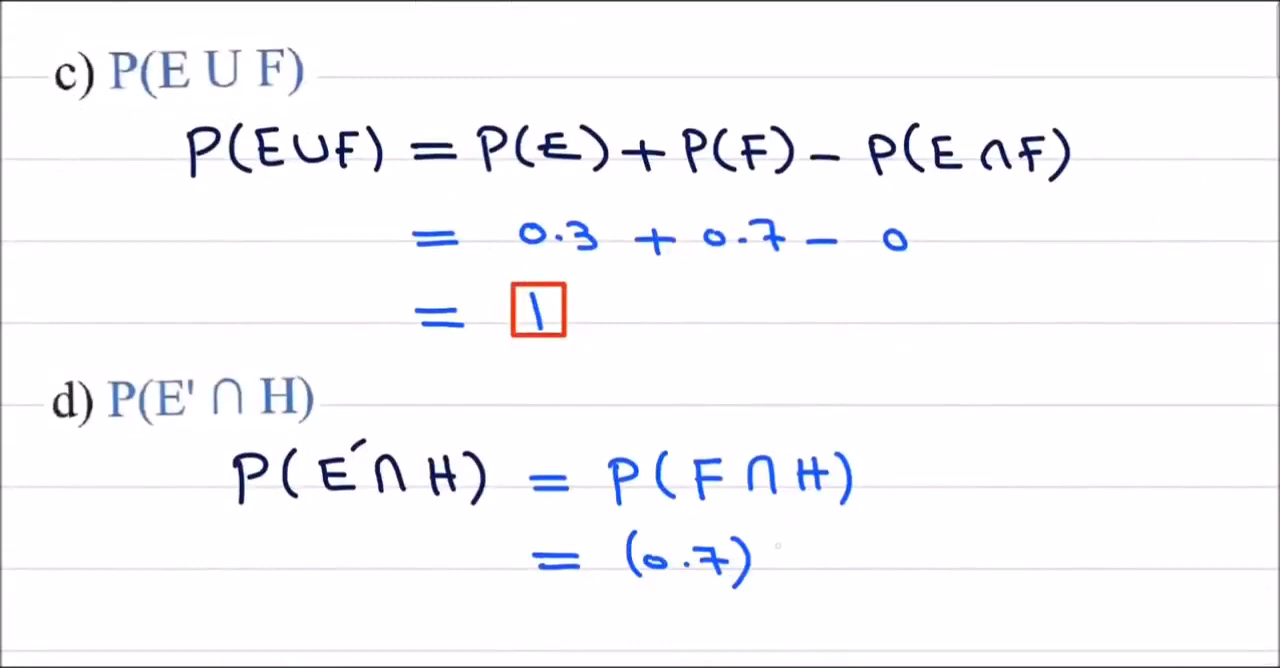 c) P(E U F)
P(E∪F) = P(E) + P(F) - P(E ∩ F)
= 0.3 + 0.7 - 0
= 1
d) P(E' ∩ H)
P(E′∩ H) = P(F ∩ H)
= (0.7)